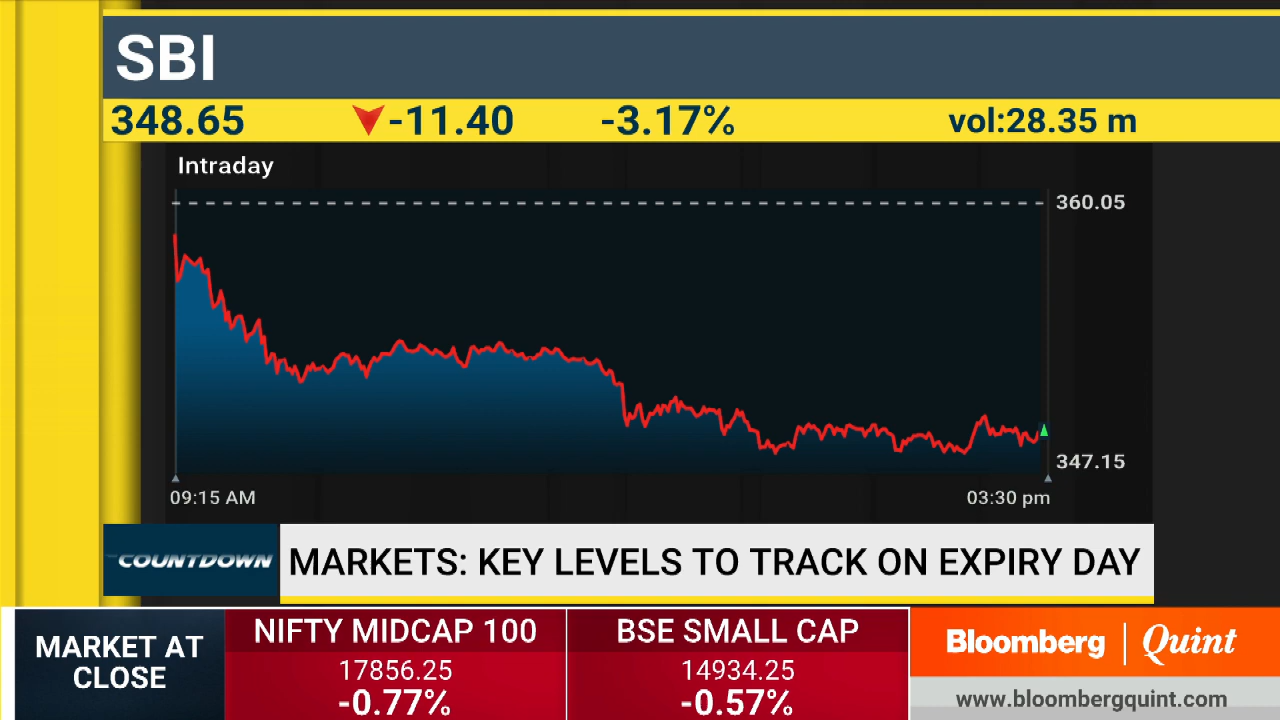 SBI
348.65 -11.40 -3.17% vol:28.35 m
Intraday
360.05
347.15
09:15 AM 03:30 pm
COUNTDOWN
MARKETS: KEY LEVELS TO TRACK ON EXPIRY DAY
MARKET AT
CLOSE
NIFTY MIDCAP 100
17856.25
-0.77%
BSE SMALL CAP
14934.25
-0.57%
Bloomberg | Quint
www.bloombergquint.com